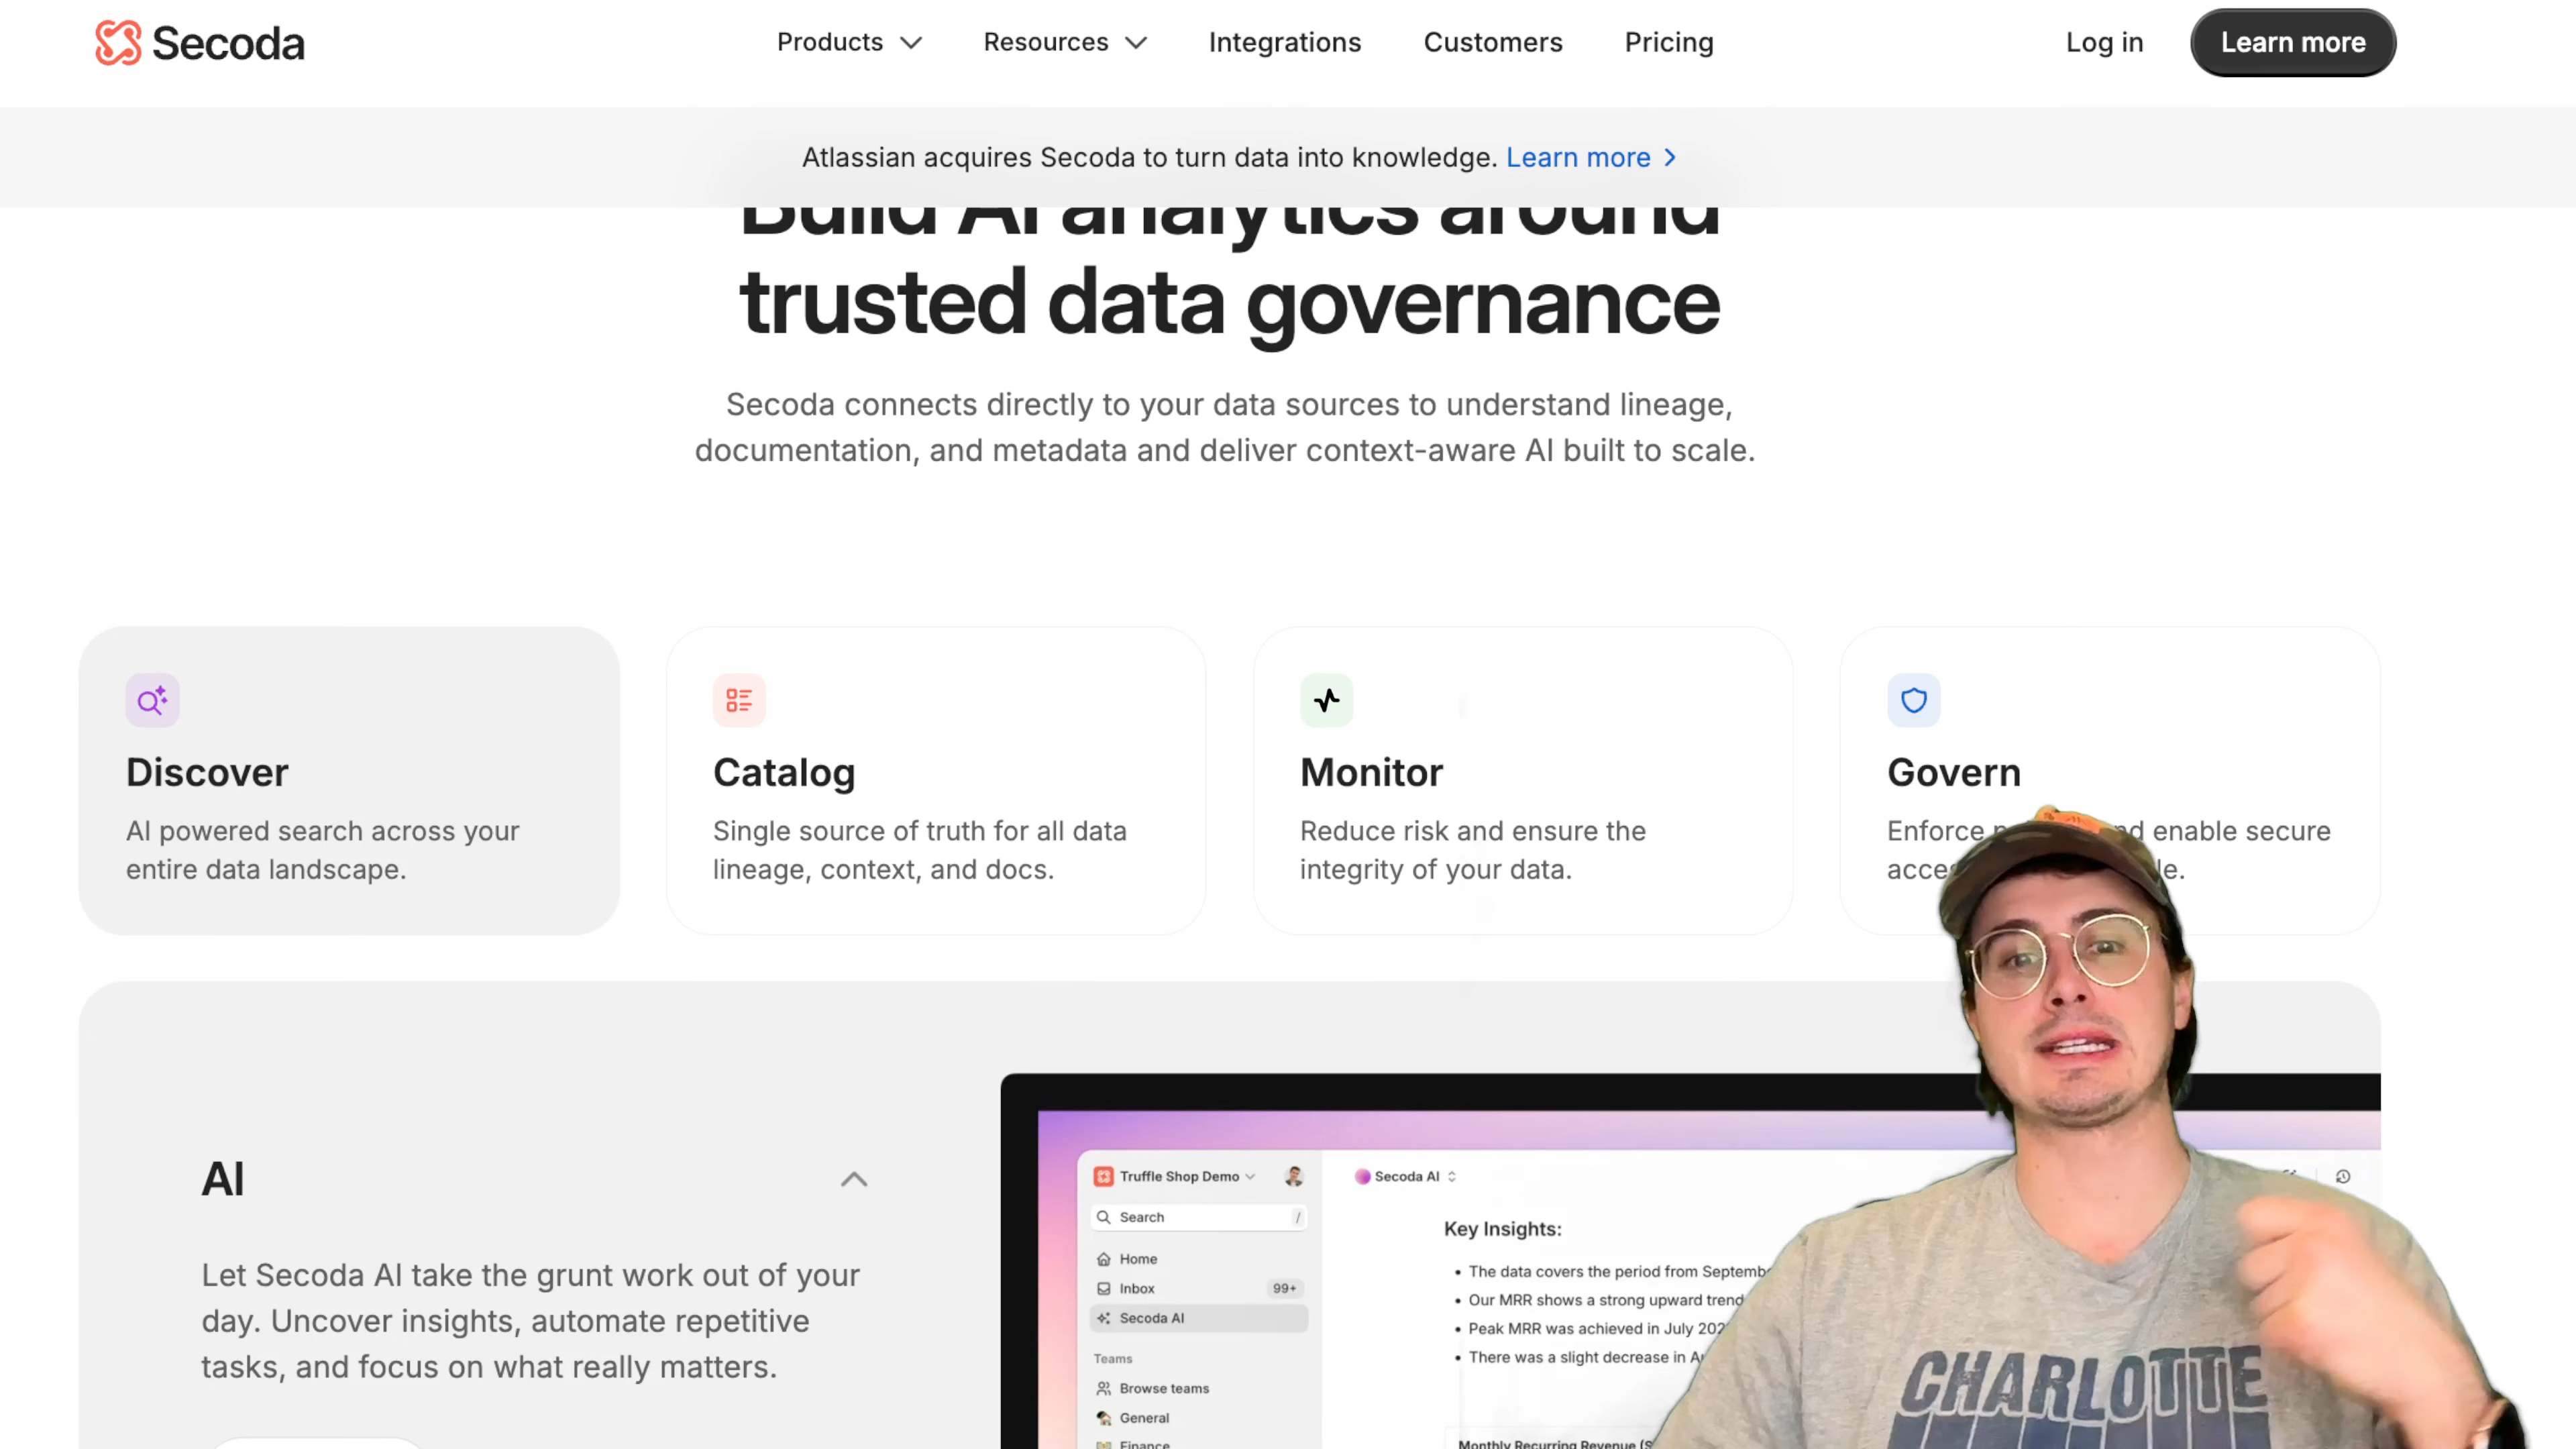 Secoda
Products
Resources
Integrations
Customers
Pricing
Log in
Learn more
Atlassian acquires Secoda to turn data into knowledge. Learn more
Build AI analytics around
trusted data governance
Secoda connects directly to your data sources to understand lineage,
documentation, and metadata and deliver context-aware AI built to scale.
Discover
AI powered search across your
entire data landscape.
Catalog
Single source of truth for all data
lineage, context, and docs.
Monitor
Reduce risk and ensure the
integrity of your data.
Govern
Enforce enable secure
AI
Let Secoda AI take the grunt work out of your
day. Uncover insights, automate repetitive
tasks, and focus on what really matters.
Truffle Shop Demo
Search /
Home
Inbox 99+
Secoda AI
Teams
Browse teams
General
Finance
Secoda AI
Key Insights:
• The data covers the period from
• Our MRR shows a strong upward trend
• Peak MRR was achieved in July
• There was a slight decrease in
Monthly Recurring Revenue
CHARLOTTE